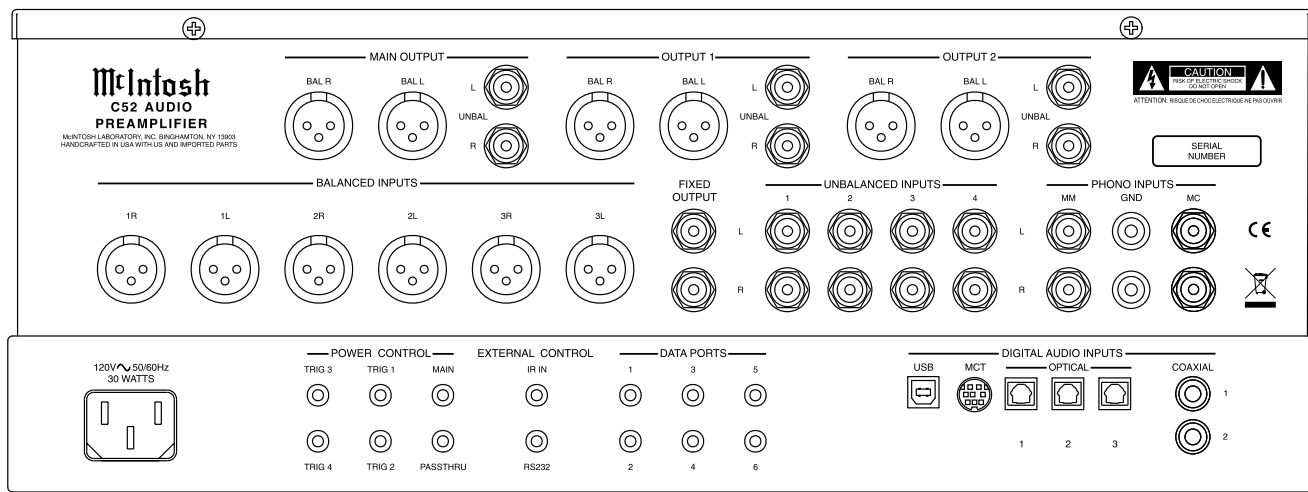 McIntosh
C52 AUDIO
PREAMPLIFIER
McINTOSH LABORATORY, INC. BINGHAMTON, NY 13903
HANDCRAFTED IN USA WITH US AND IMPORTED PARTS
MAIN OUTPUT
BAL R BAL L
L
UNBAL
R
OUTPUT 1
BAL R BAL L
L
UNBAL
R
OUTPUT 2
BAL R BAL L
L
UNBAL
R
CAUTION
RISK OF ELECTRIC SHOCK
DO NOT OPEN
ATTENTION: RISQUE DE CHOC ELECTRIQUE-NE PAS OUVRIR
SERIAL
NUMBER
BALANCED INPUTS
1R 1L 2R 2L 3R 3L
FIXED
OUTPUT
L
R
UNBALANCED INPUTS
1 2 3 4
L
R
PHONO INPUTS
MM GND MC
CE
120V~50/60Hz
30 WATTS
POWER CONTROL
TRIG 3 TRIG 1 MAIN
TRIG 4 TRIG 2 PASSTHRU
EXTERNAL CONTROL
IR IN
RS232
DATA PORTS
1 3 5
2 4 6
DIGITAL AUDIO INPUTS
USB MCT OPTICAL COAXIAL
1
2
1 2 3